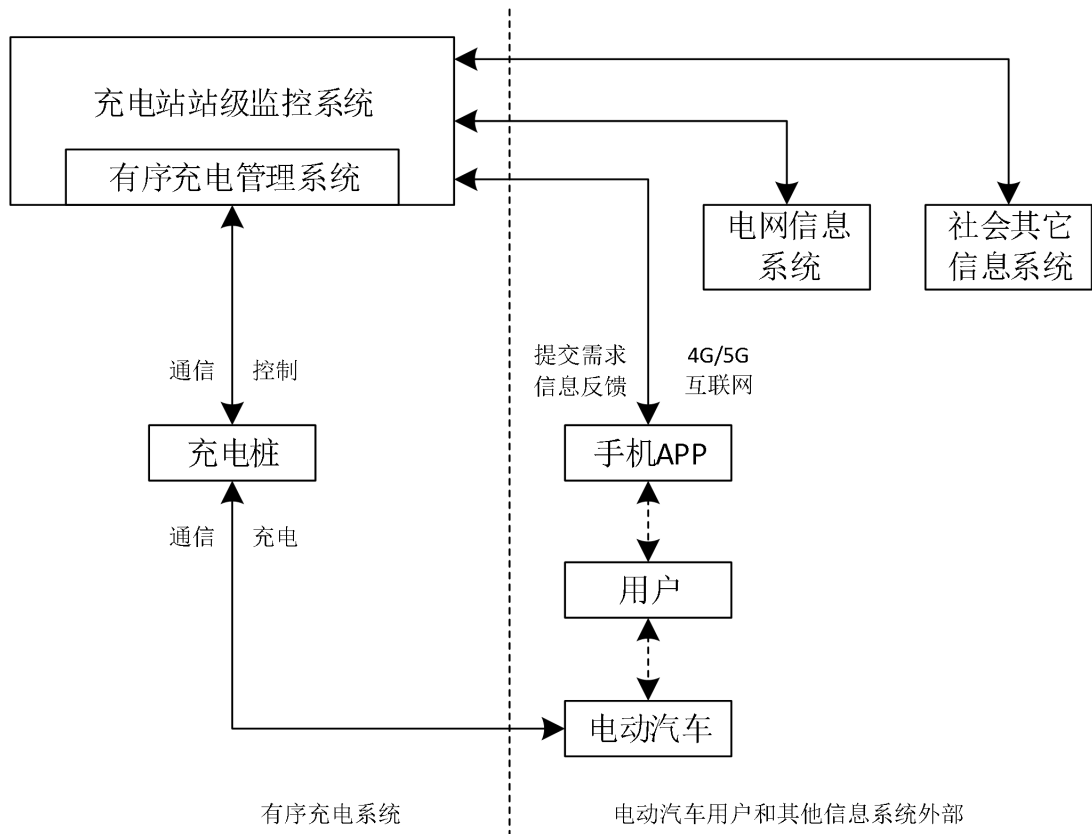 充电站站级监控系统
有序充电管理系统
电网信息
系统
社会其它
信息系统
通信 控制
提交需求
信息反馈
4G/5G
互联网
充电桩
手机APP
通信 充电
用户
电动汽车
有序充电系统
电动汽车用户和其他信息系统外部